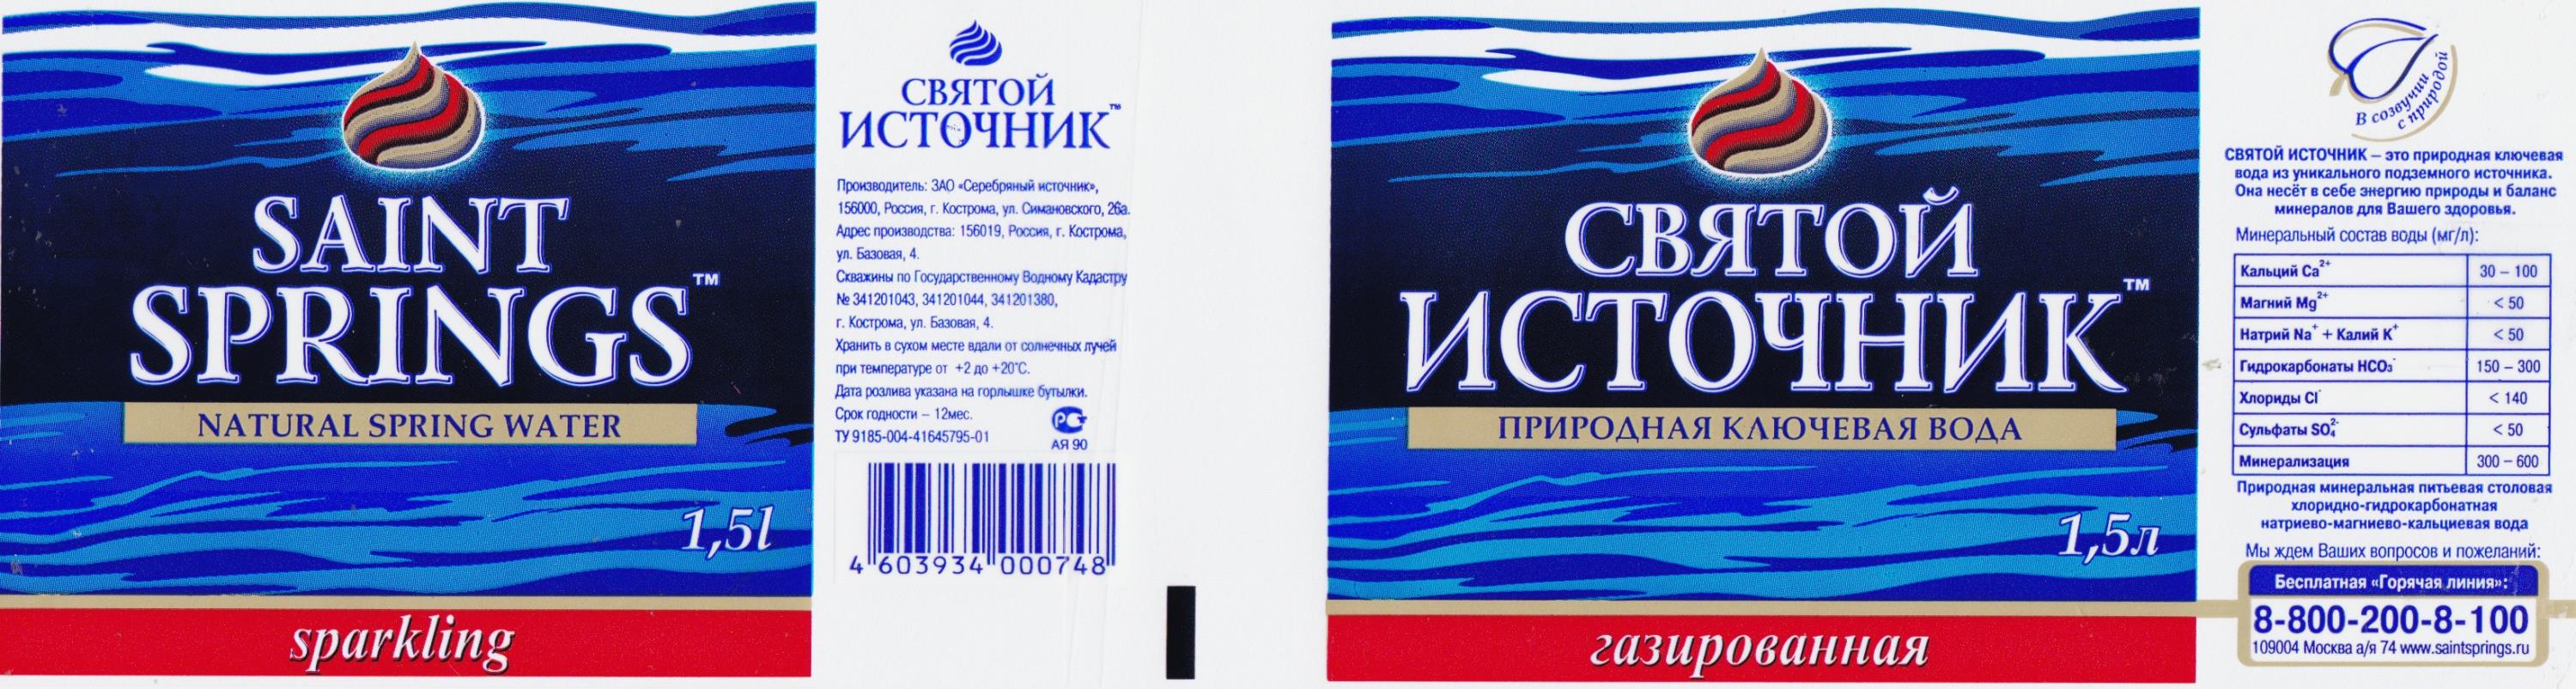 SAINT
SPRINGS™
NATURAL SPRING WATER
1,5l
sparkling
СВЯТОЙ
ИСТОЧНИК™
Производитель: ЗАО «Серебряный источник»,
156000, Россия, г. Кострома, ул. Симановского, 26а.
Адрес производства: 156019, Россия, г. Кострома,
ул. Базовая, 4.
Скважины по Государственному Водному Кадастру
№ 341201043, 341201044, 341201380,
г. Кострома, ул. Базовая, 4.
Хранить в сухом месте вдали от солнечных лучей
при температуре от +2 до +20°С.
Дата розлива указана на горлышке бутылки.
Срок годности – 12мес.
ТУ 9185-004-41645795-01
РСТ
АЯ 90
4 603934 000748
СВЯТОЙ
ИСТОЧНИК™
ПРИРОДНАЯ КЛЮЧЕВАЯ ВОДА
1,5л
газированная
В созвучии
с природой
СВЯТОЙ ИСТОЧНИК – это природная ключевая
вода из уникального подземного источника.
Она несёт в себе энергию природы и баланс
минералов для Вашего здоровья.
Минеральный состав воды (мг/л):
Кальций Ca²⁺ 30 – 100
Магний Mg²⁺ < 50
Натрий Na⁺ + Калий K⁺ < 50
Гидрокарбонаты HCO₃⁻ 150 – 300
Хлориды Cl⁻ < 140
Сульфаты SO₄²⁻ < 50
Минерализация 300 – 600
Природная минеральная питьевая столовая
хлоридно-гидрокарбонатная
натриево-магниево-кальциевая вода
Мы ждем Ваших вопросов и пожеланий:
Бесплатная «Горячая линия»:
8-800-200-8-100
109004 Москва а/я 74 www.saintsprings.ru